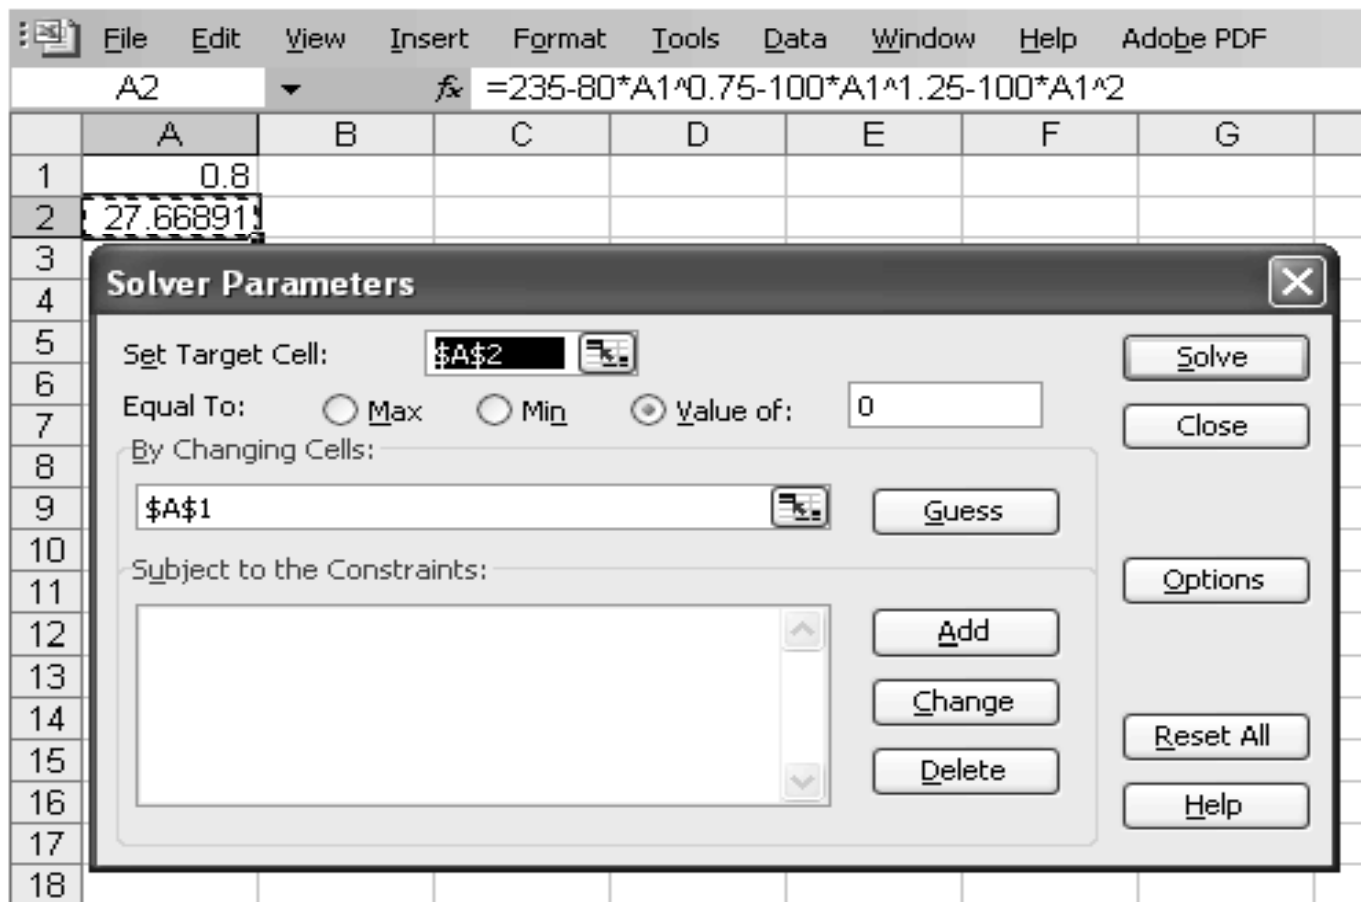 File Edit View Insert Format Tools Data Window Help Adobe PDF
A2 fx =235-80*A1^0.75-100*A1^1.25-100*A1^2
A B C D E F G
1 0.8
2 27.66891
3
4
5
6
7
8
9
10
11
12
13
14
15
16
17
18
Solver Parameters
Set Target Cell: $A$2 Solve
Equal To: Max Min Value of: 0 Close
By Changing Cells:
$A$1 Guess
Subject to the Constraints: Options
Add
Change
Reset All
Delete
Help